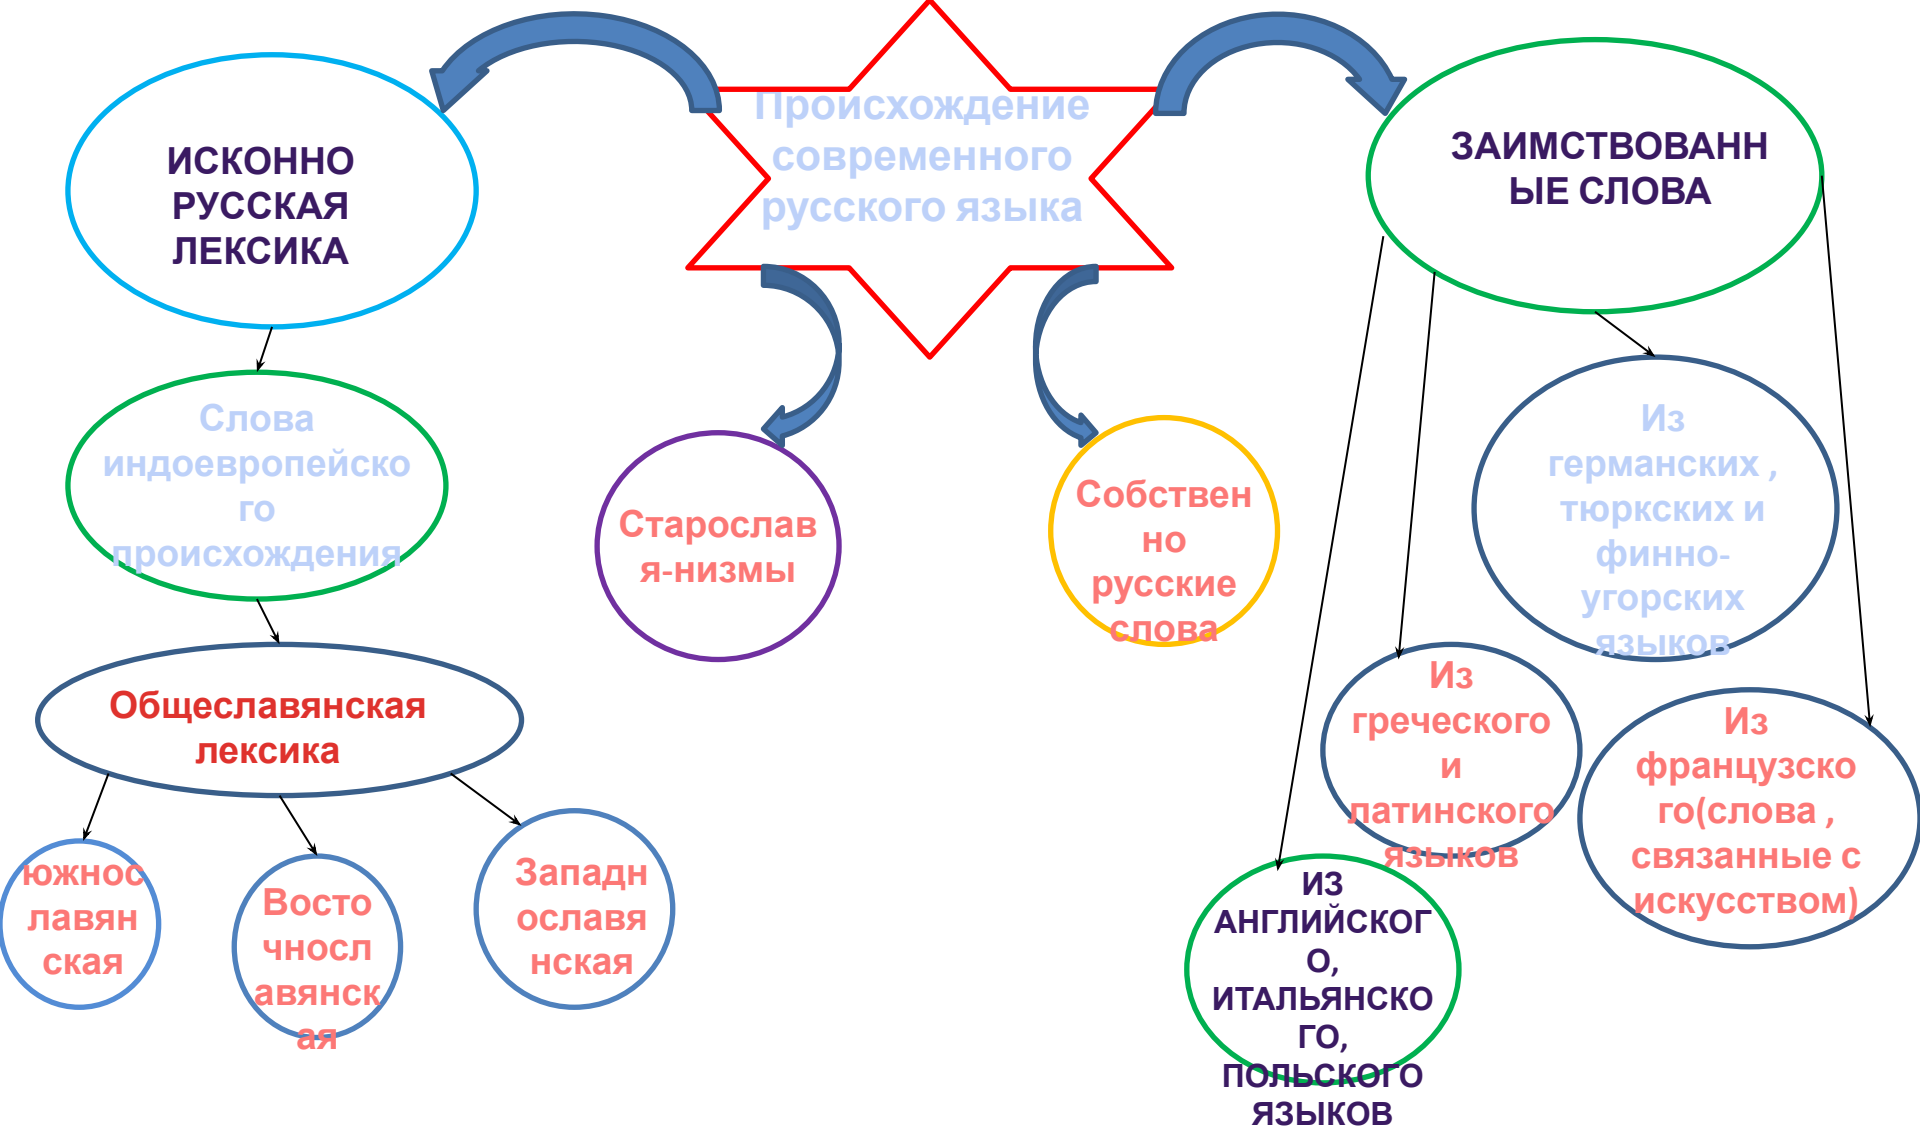 Происхождение
современного
русского языка
ИСКОННО
РУССКАЯ
ЛЕКСИКА
ЗАИМСТВОВАНН
ЫЕ СЛОВА
Слова
индоевропейско
го
происхождения
Старослав
я-низмы
Собствен
но
русские
слова
Из
германских ,
тюркских и
финно-
угорских
языков
Общеславянская
лексика
Из
греческого
и
латинского
языков
Из
французско
го(слова ,
связанные с
искусством)
южнос
лавян
ская
Восто
чносл
авянск
ая
Западн
ославя
нская
ИЗ
АНГЛИЙСКОГ
О,
ИТАЛЬЯНСКО
ГО,
ПОЛЬСКОГО
ЯЗЫКОВ